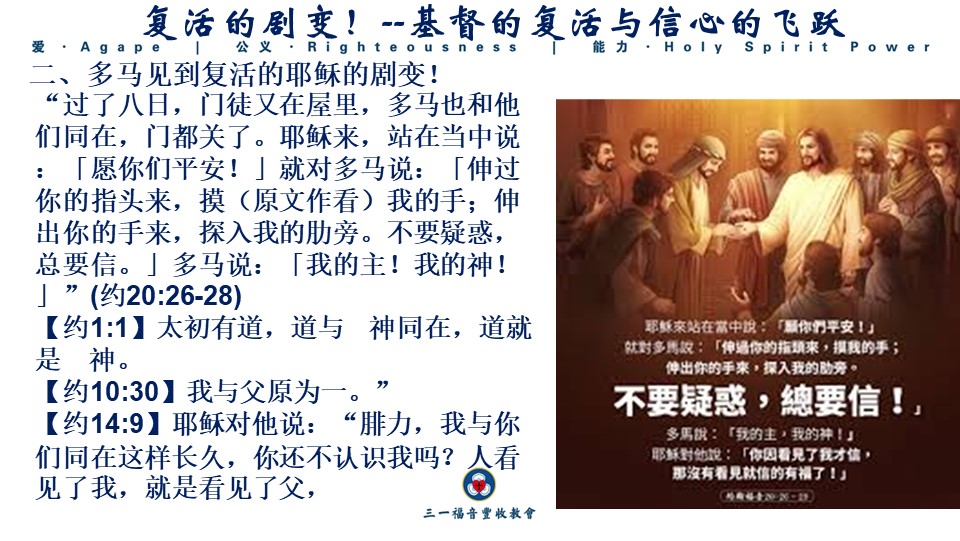 复活的剧变！--基督的复活与信心的飞跃
爱 · Agape | 公义 · Righteousness | 能力 · Holy Spirit Power
二、多马见到复活的耶稣的剧变！
“过了八日，门徒又在屋里，多马也和他
们同在，门都关了。耶稣来，站在当中说
：「愿你们平安！」就对多马说：「伸过
你的指头来，摸（原文作看）我的手；伸
出你的手来，探入我的肋旁。不要疑惑，
总要信。」多马说：「我的主！我的神！
」”(约20:26-28)
【约1:1】太初有道，道与　神同在，道就
是　神。
【约10:30】我与父原为一。”
【约14:9】耶稣对他说：“腓力，我与你
们同在这样长久，你还不认识我吗？人看
见了我，就是看见了父，
三一福音豐收教會
耶穌來站在當中說：「願你們平安！」
就對多馬說：「伸過你的指頭來，摸我的手；
伸出你的手來，探入我的肋旁。
不要疑惑，總要信！」
多馬說：「我的主，我的神！」
耶穌對他說：「你因看見了我才信，
那沒有看見就信的有福了！」
約翰福音20·26-29